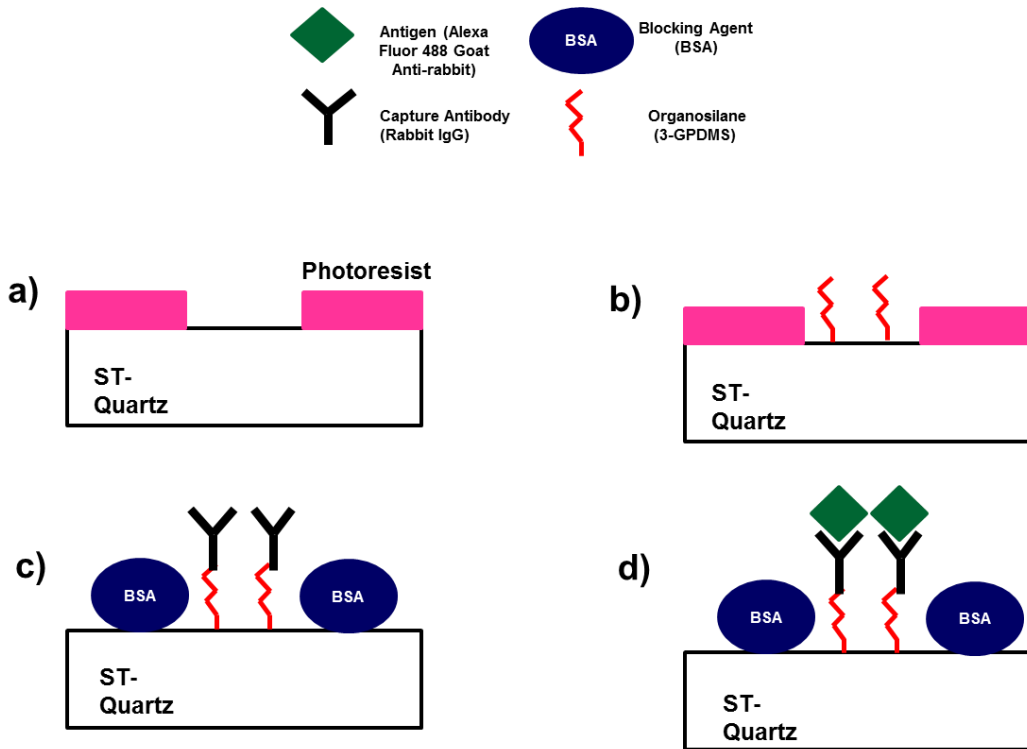 Antigen (Alexa
Fluor 488 Goat
Anti-rabbit)
BSA
Blocking Agent
(BSA)
Capture Antibody
(Rabbit IgG)
Organosilane
(3-GPDMS)
a)
Photoresist
ST-
Quartz
b)
ST-
Quartz
c)
BSA
BSA
ST-
Quartz
d)
BSA
BSA
ST-
Quartz